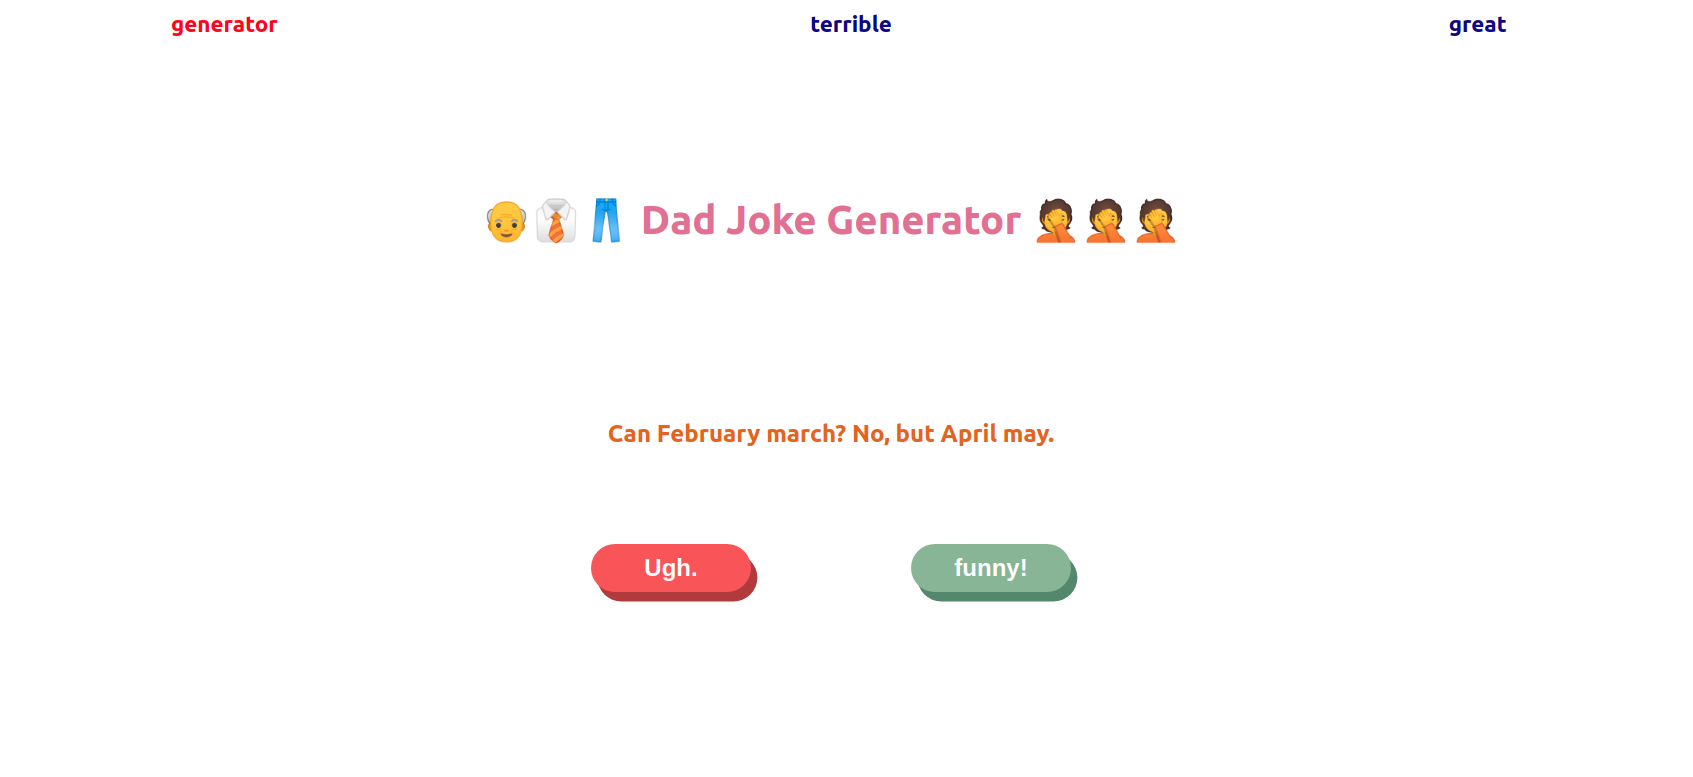 generator terrible great
👴👔👖 Dad Joke Generator 🤦🤦🤦
Can February march? No, but April may.
Ugh. funny!